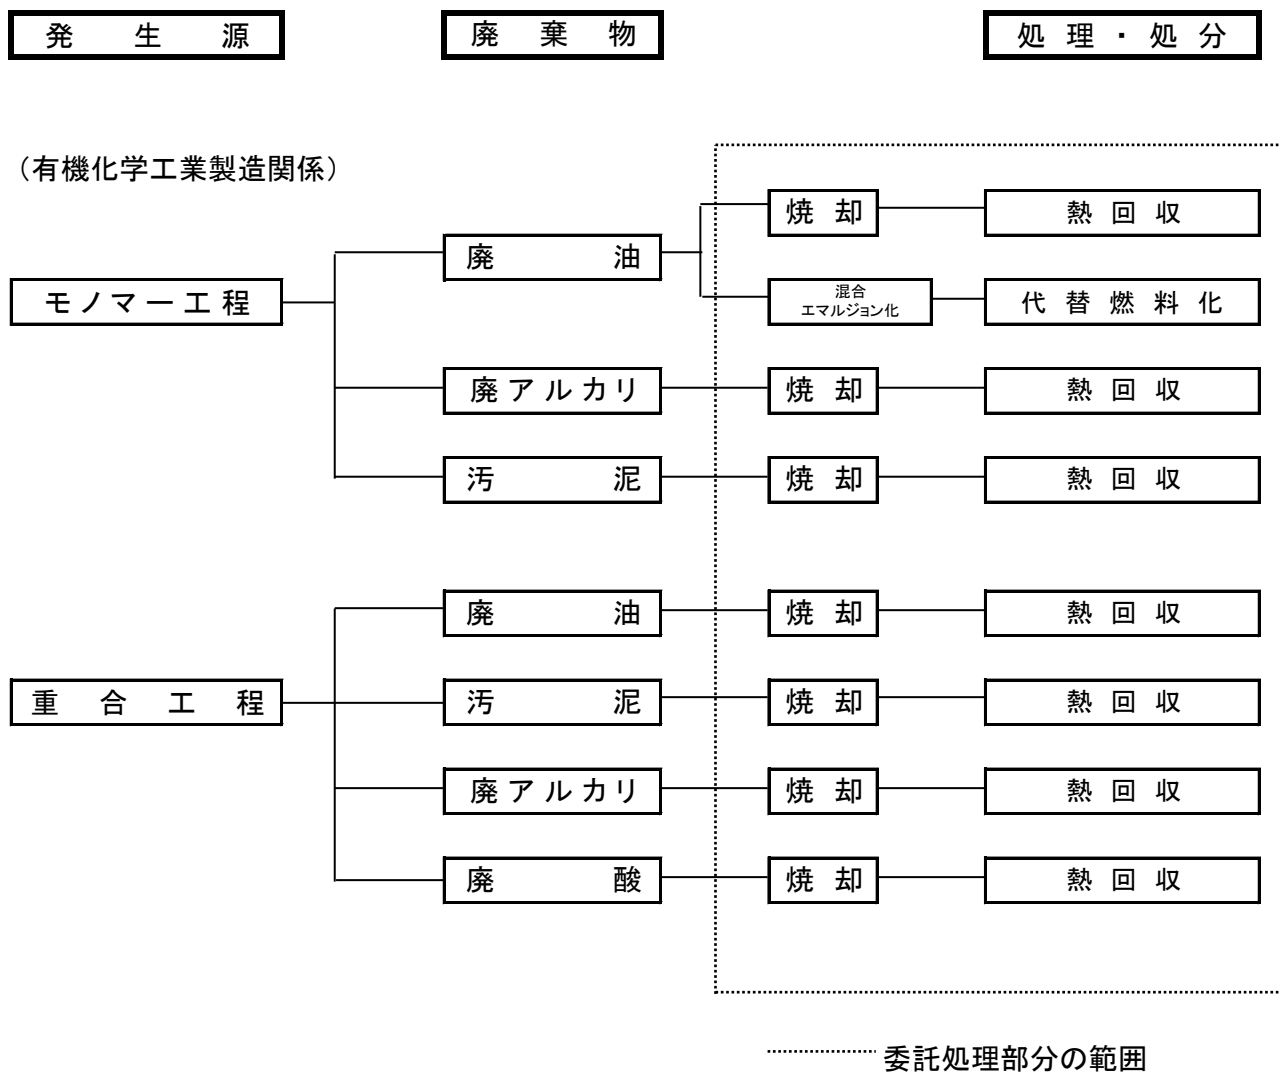 発生源
廃棄物
処理・処分
（有機化学工業製造関係）
焼却
熱回収
廃油
モノマー工程
混合
エマルジョン化
代替燃料化
廃アルカリ
焼却
熱回収
汚泥
焼却
熱回収
廃油
焼却
熱回収
重合工程
汚泥
焼却
熱回収
廃アルカリ
焼却
熱回収
廃酸
焼却
熱回収
委託処理部分の範囲